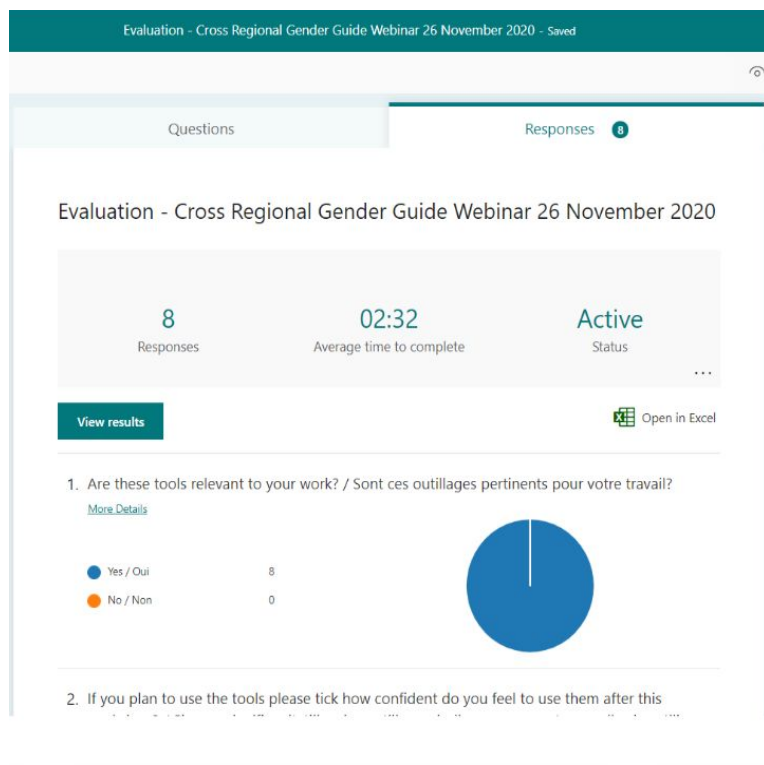 Evaluation - Cross Regional Gender Guide Webinar 26 November 2020 - Saved
Questions
Responses 8
Evaluation - Cross Regional Gender Guide Webinar 26 November 2020
8
Responses
02:32
Average time to complete
Active
Status
...
View results
Open in Excel
1. Are these tools relevant to your work? / Sont ces outillages pertinents pour votre travail?
More Details
Yes / Oui 8
No / Non 0
2. If you plan to use the tools please tick how confident do you feel to use them after this